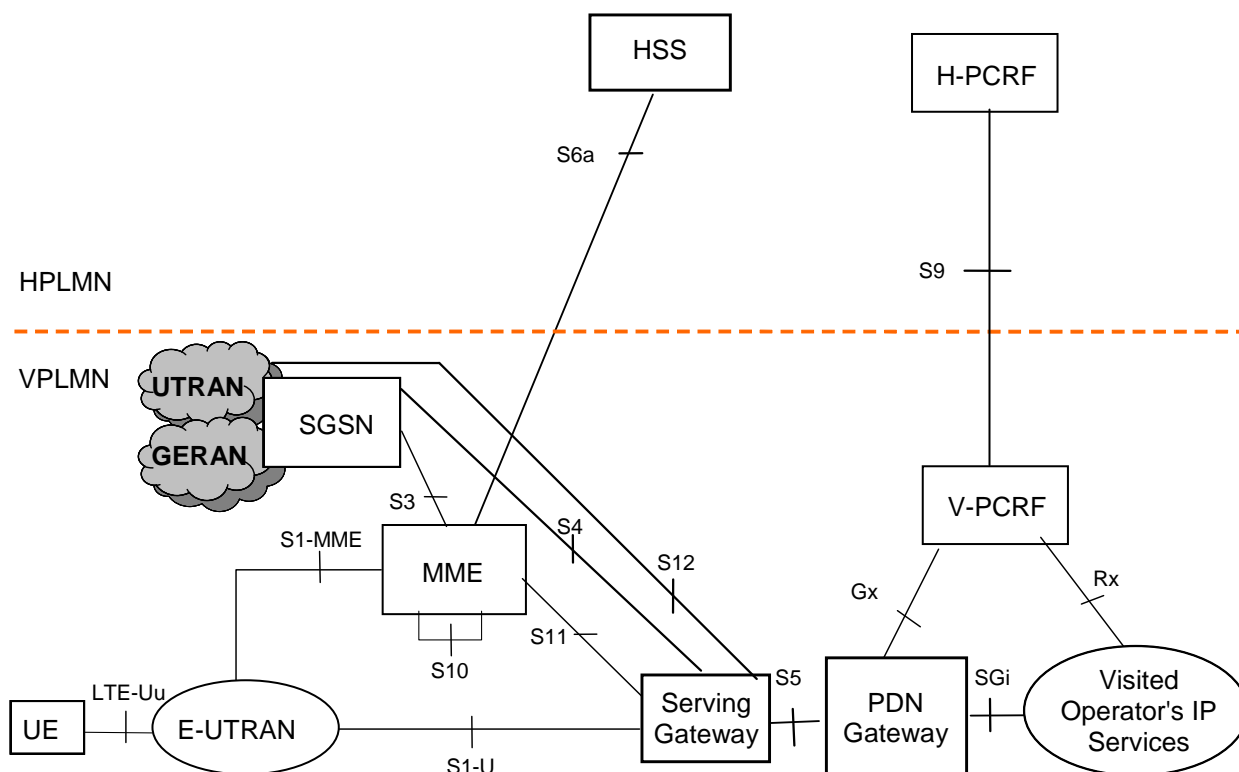 HSS
H-PCRF
S6a
S9
HPLMN
VPLMN
UTRAN
SGSN
GERAN
S3
S4
V-PCRF
S1-MME
MME
S12
Gx
Rx
S11
S10
LTE-Uu
S5
SGi
UE
E-UTRAN
Serving
Gateway
PDN
Gateway
Visited
Operator's IP
Services
S1-U